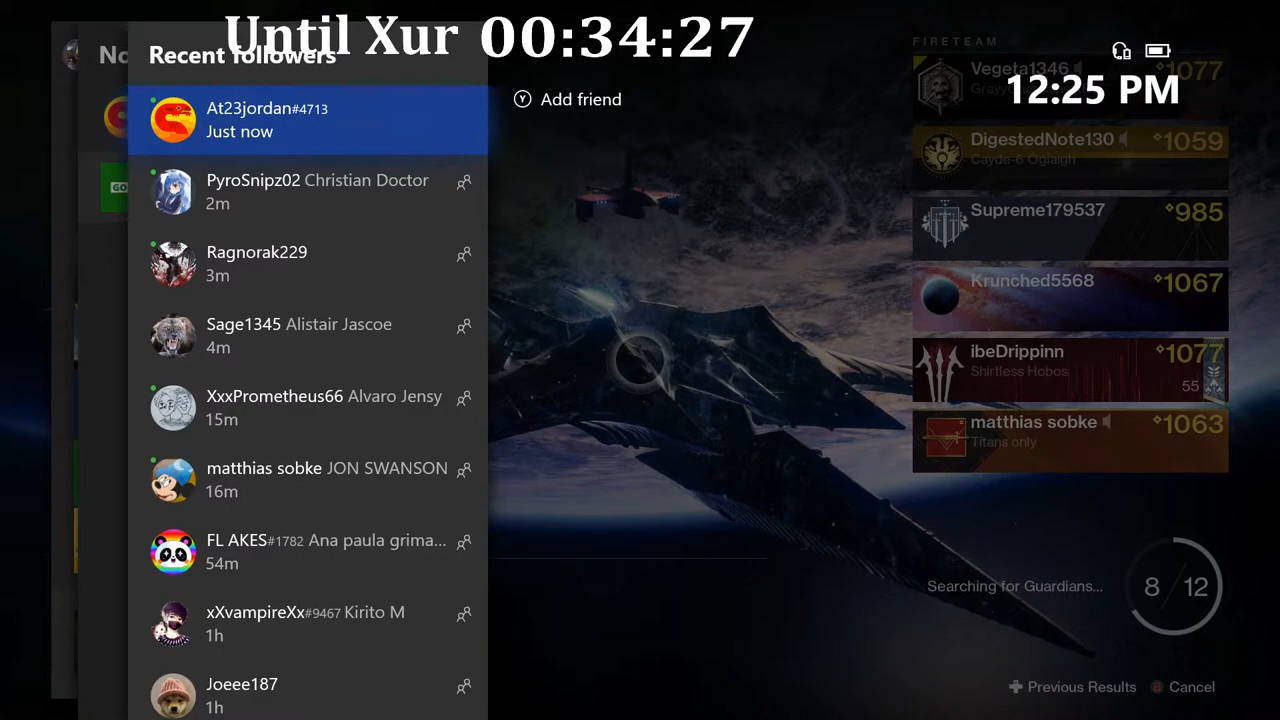 Until Xur 00:34:27
No
Recent followers
At23jordan#4713
Just now
PyroSnipz02 Christian Doctor
2m
Ragnorak229
3m
Sage1345 Alistair Jascoe
4m
XxxPrometheus66 Alvaro Jensy
15m
matthias sobke JON SWANSON
16m
FL AKES#1782 Ana paula grima...
54m
xXvampireXx#9467 Kirito M
1h
Joeee187
1h
GO
Y Add friend
FIRETEAM
12:25 PM
Vegeta1346 1077
DigestedNote130 1059
Cayde-6 Oglaigh
Supreme179537 985
Krunched5568 1067
ibeDrippinn 1077
Shirtless Hobos
55
matthias sobke 1063
Titans only
Searching for Guardians... 8 / 12
Previous Results A Cancel